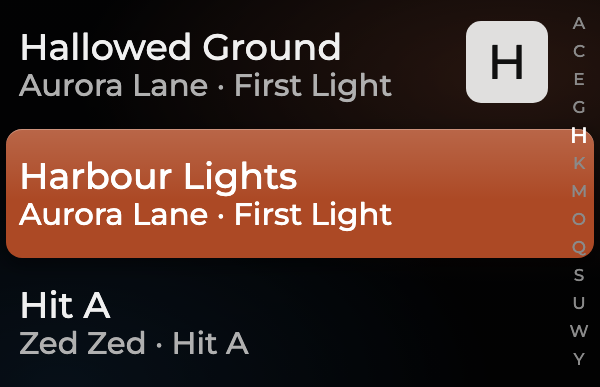 Hallowed Ground
Aurora Lane · First Light
H
Harbour Lights
Aurora Lane · First Light
Hit A
Zed Zed · Hit A
A
C
E
G
H
K
M
O
Q
S
U
W
Y